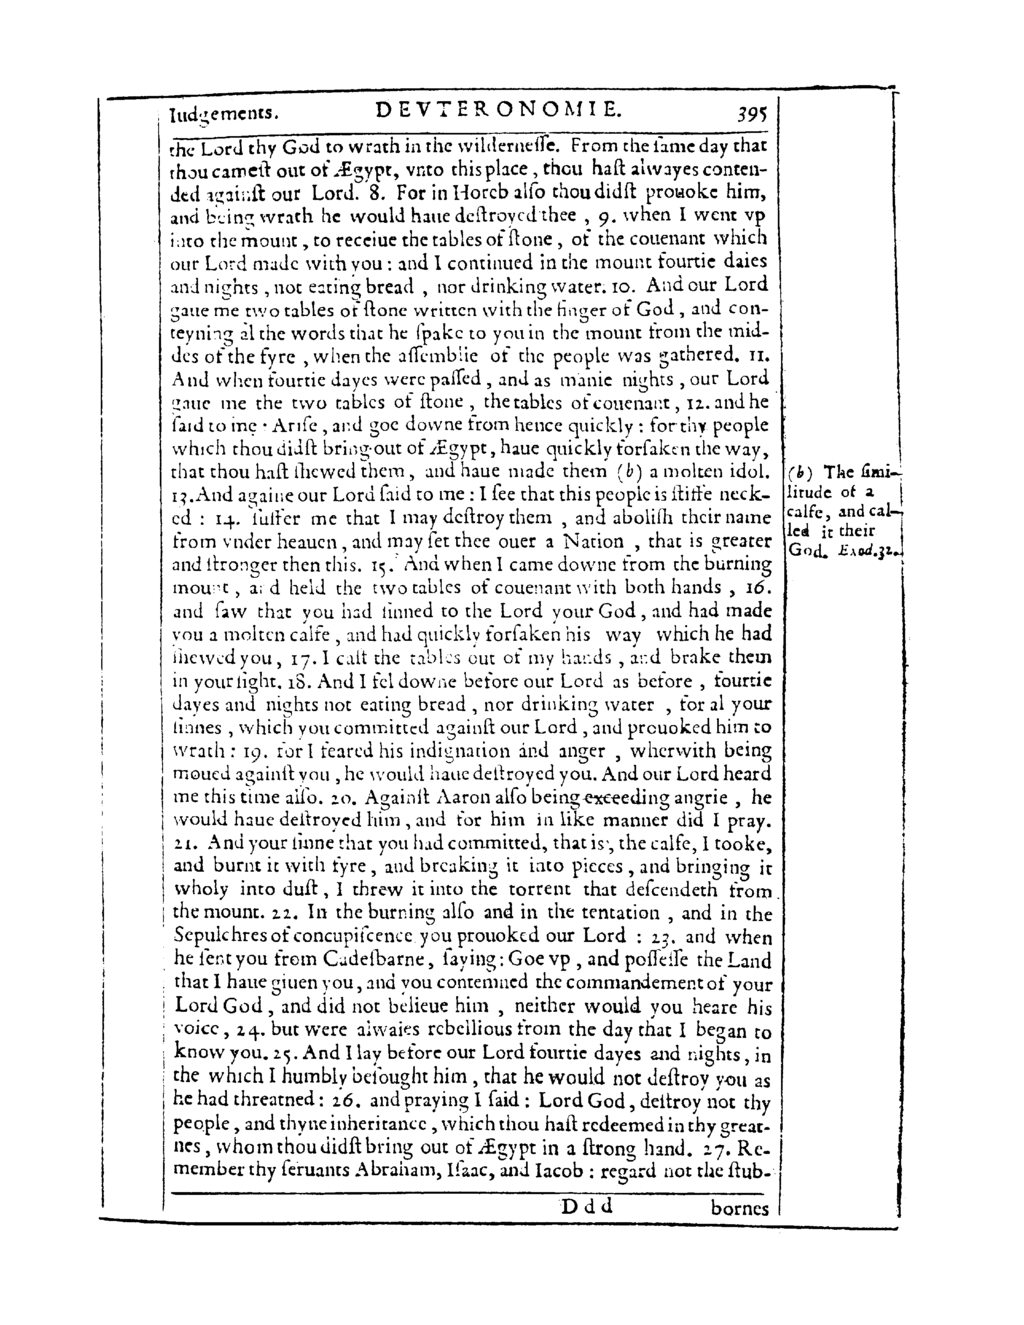 Iudgements. DEVTERONOMIE. 395
the Lord thy God to wrath in the wildernesse. From the same day that
thou camest out of Ægypt, vnto this place, thou hast alwayes conten-
ded against our Lord. 8. For in Horeb also thou didst prouoke him,
and being wrath he would haue destroyed thee, 9. when I went vp
into the mount, to receiue the tables of stone, of the couenant which
our Lord made with you: and I continued in the mount fourtie daies
and nights, not eating bread, nor drinking water. 10. And our Lord
gaue me two tables of stone written with the finger of God, and con-
teyning al the words that he spake to you in the mount from the mid-
des of the fyre, when the assemblie of the people was gathered. 11.
And when fourtie dayes were passed, and as manie nights, our Lord
gaue me the two tables of stone, the tables of couenant, 12. and he
said to me: Arise, and goe downe from hence quickly: for thy people
which thou didst bring out of Ægypt, haue quickly forsaken the way,
that thou hast shewed them, and haue made them (b) a molten idol.
13. And againe our Lord said to me: I see that this people is stiffe neck-
ed: 14. suffer me that I may destroy them, and abolish their name
from vnder heauen, and may set thee ouer a Nation, that is greater
and stronger then this. 15. And when I came downe from the burning
mount, and held the two tables of couenant with both hands, 16.
and saw that you had sinned to the Lord your God, and had made
you a molten calfe, and had quickly forsaken his way which he had
shewed you, 17. I cast the tables out of my hands, and brake them
in your sight. 18. And I fel downe before our Lord as before, fourtie
dayes and nights not eating bread, nor drinking water, for al your
sinnes, which you committed against our Lord, and prouoked him to
wrath: 19. for I feared his indignation and anger, wherwith being
moued against you, he would haue destroyed you. And our Lord heard
me this time also. 20. Against Aaron also being exceeding angrie, he
would haue destroyed him, and for him in like manner did I pray.
21. And your sinne that you had committed, that is, the calfe, I tooke,
and burnt it with fyre, and breaking it into pieces, and bringing it
wholy into dust, I threw it into the torrent that descendeth from
the mount. 22. In the burning also and in the tentation, and in the
Sepulchres of concupiscence you prouoked our Lord: 23. and when
he sent you from Cadesbarne, saying: Goe vp, and possesse the Land
that I haue giuen you, and you contemned the commandement of your
Lord God, and did not belieue him, neither would you heare his
voice, 24. but were alwaies rebellious from the day that I began to
know you. 25. And I lay before our Lord fourtie dayes and nights, in
the which I humbly besought him, that he would not destroy you as
he had threatned: 26. and praying I said: Lord God, destroy not thy
people, and thyne inheritance, which thou hast redeemed in thy great-
nes, whom thou didst bring out of Ægypt in a strong hand. 27. Re-
member thy seruants Abraham, Isaac, and Iacob: regard not the stub-
Ddd bornes
(b) The simi-
litude of a
calfe, and cal-
led it their
God. Exod. 32.